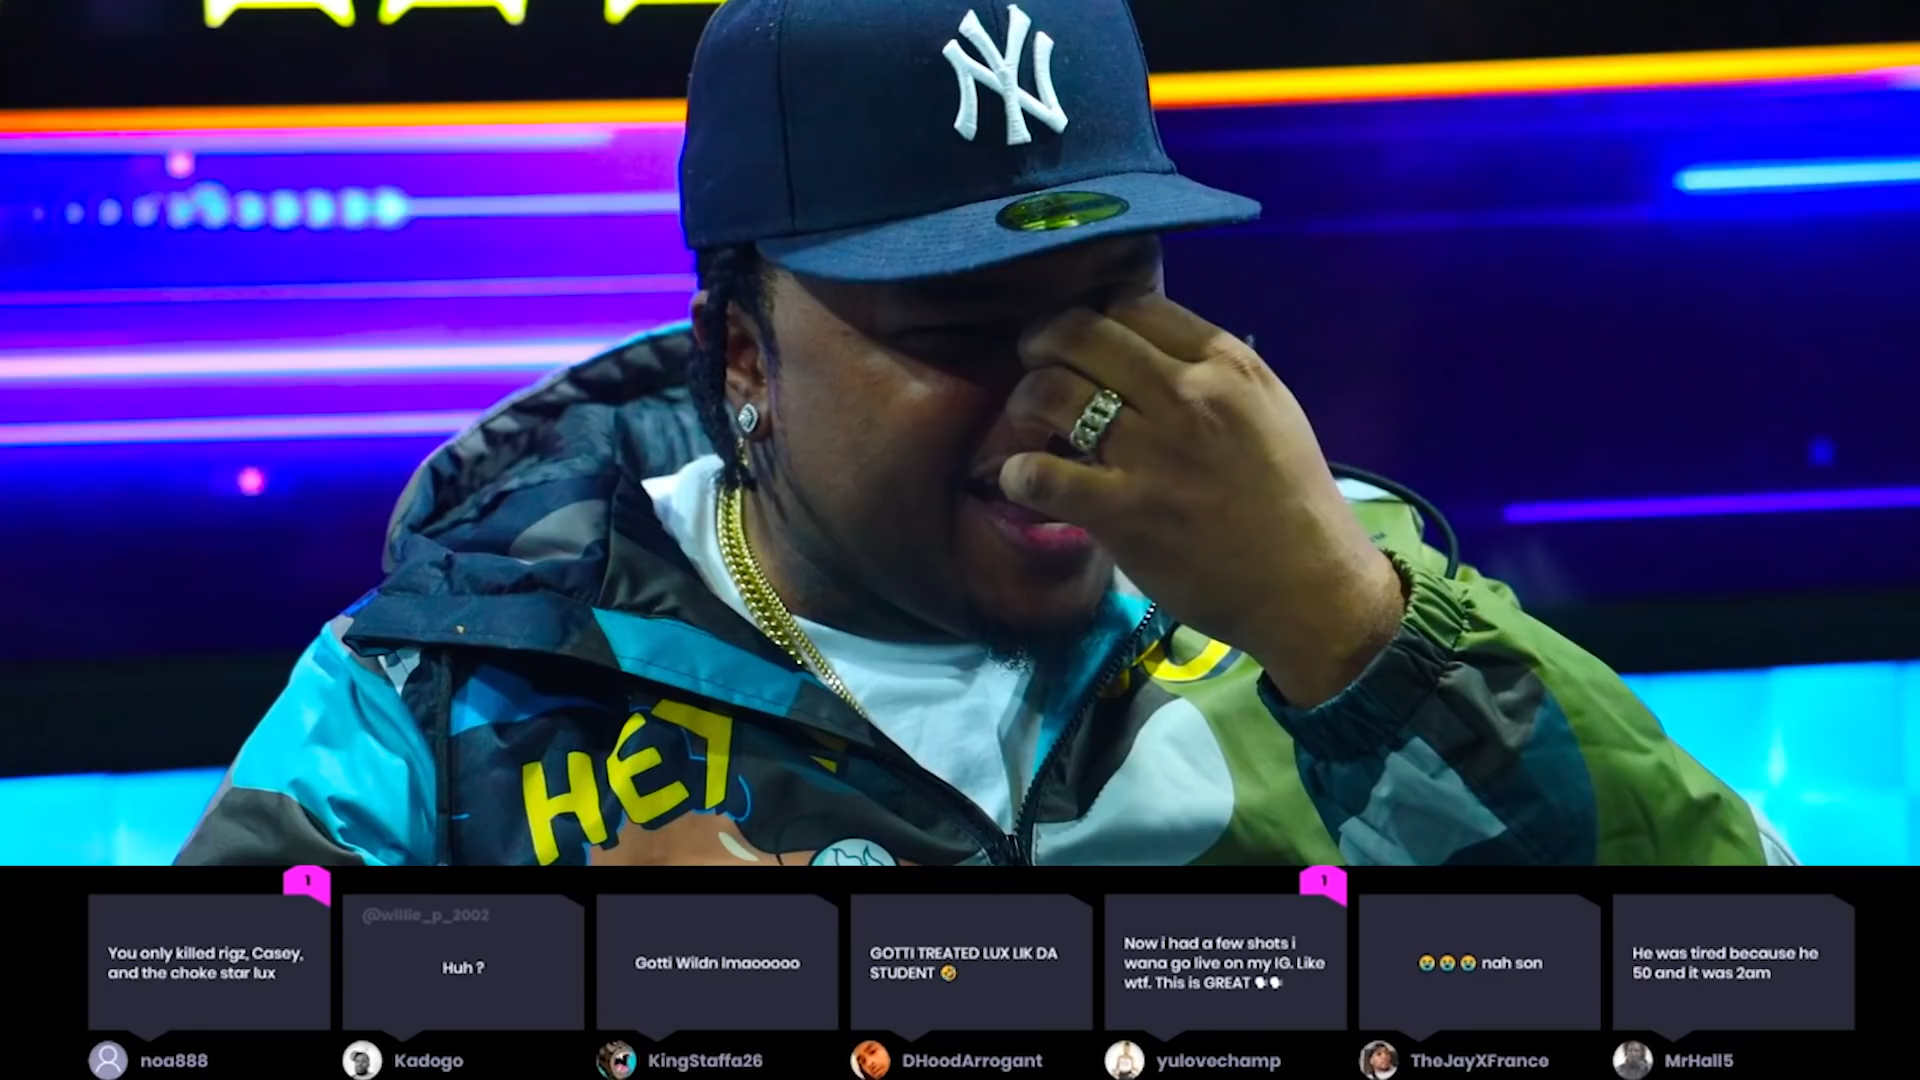 NY
HEY
1
You only killed rigz, Casey,
and the choke star lux
noa888
@willie_p_2002
Huh ?
Kadogo
Gotti Wildn lmaooooo
KingStaffa26
GOTTI TREATED LUX LIK DA
STUDENT 🤣
DHoodArrogant
1
Now i had a few shots i
wana go live on my IG. Like
wtf. This is GREAT 🗣🗣
yulovechamp
😭😭😭 nah son
TheJayXFrance
He was tired because he
50 and it was 2am
MrHall5